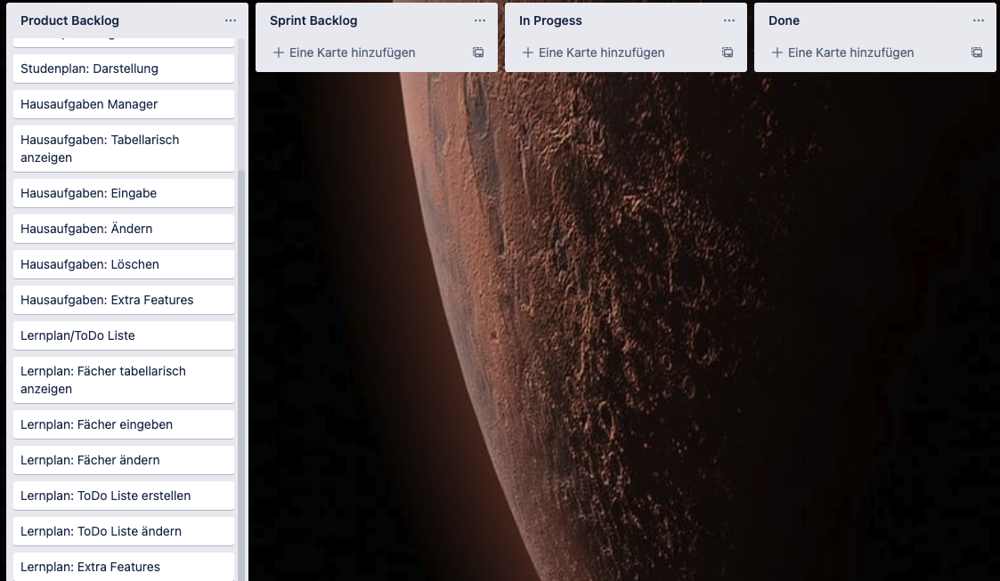 Product Backlog
Studenplan: Darstellung
Hausaufgaben Manager
Hausaufgaben: Tabellarisch
anzeigen
Hausaufgaben: Eingabe
Hausaufgaben: Ändern
Hausaufgaben: Löschen
Hausaufgaben: Extra Features
Lernplan/ToDo Liste
Lernplan: Fächer tabellarisch
anzeigen
Lernplan: Fächer eingeben
Lernplan: Fächer ändern
Lernplan: ToDo Liste erstellen
Lernplan: ToDo Liste ändern
Lernplan: Extra Features
Sprint Backlog
Eine Karte hinzufügen
In Progess
Eine Karte hinzufügen
Done
Eine Karte hinzufügen